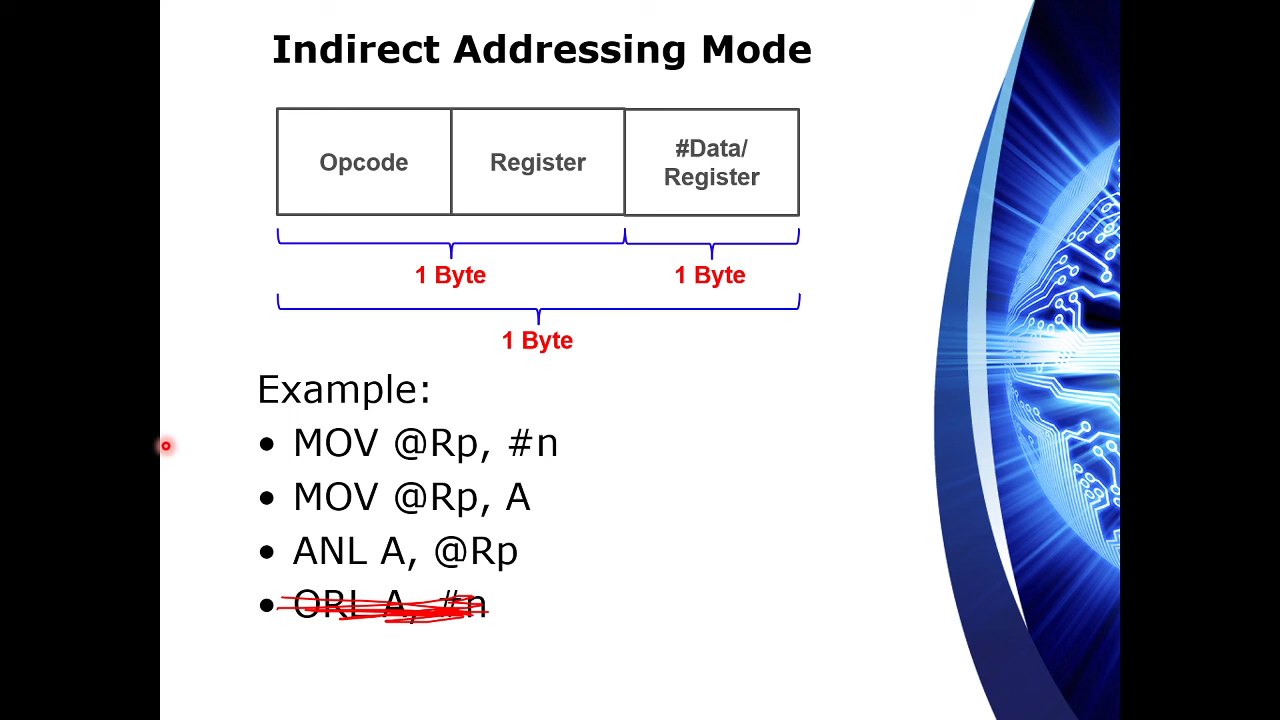 Indirect Addressing Mode
Opcode
Register
#Data/
Register
1 Byte
1 Byte
1 Byte
Example:
• MOV @Rp, #n
• MOV @Rp, A
• ANL A, @Rp
• ORL A, #n